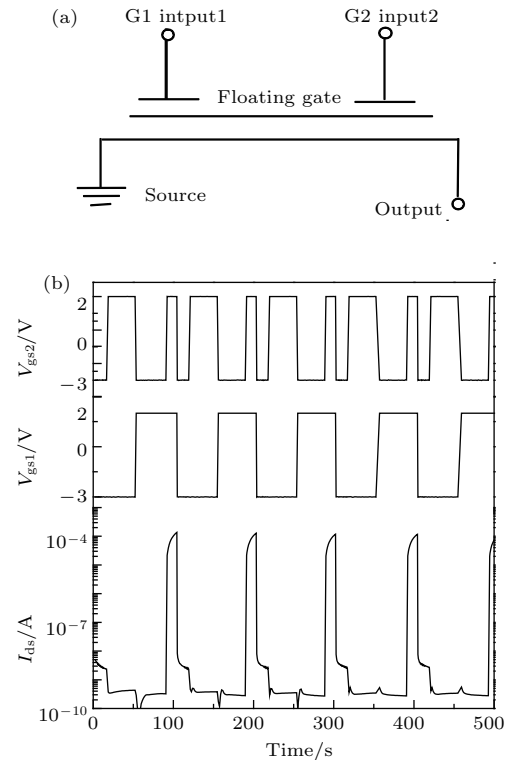 (a)
G1 intput1
G2 input2
Floating gate
Source
Output
(b)
Vgs2/V
2
0
−3
Vgs1/V
2
0
−3
Ids/A
10−4
10−7
10−10
0 100 200 300 400 500
Time/s